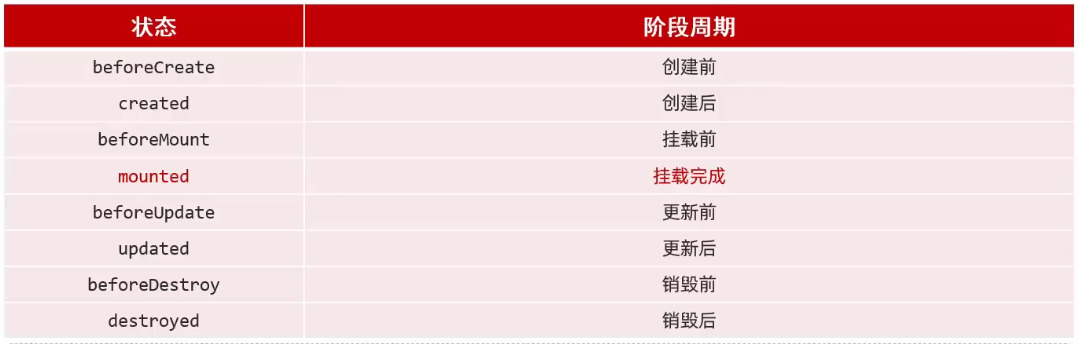 状态 阶段周期
beforeCreate 创建前
created 创建后
beforeMount 挂载前
mounted 挂载完成
beforeUpdate 更新前
updated 更新后
beforeDestroy 销毁前
destroyed 销毁后